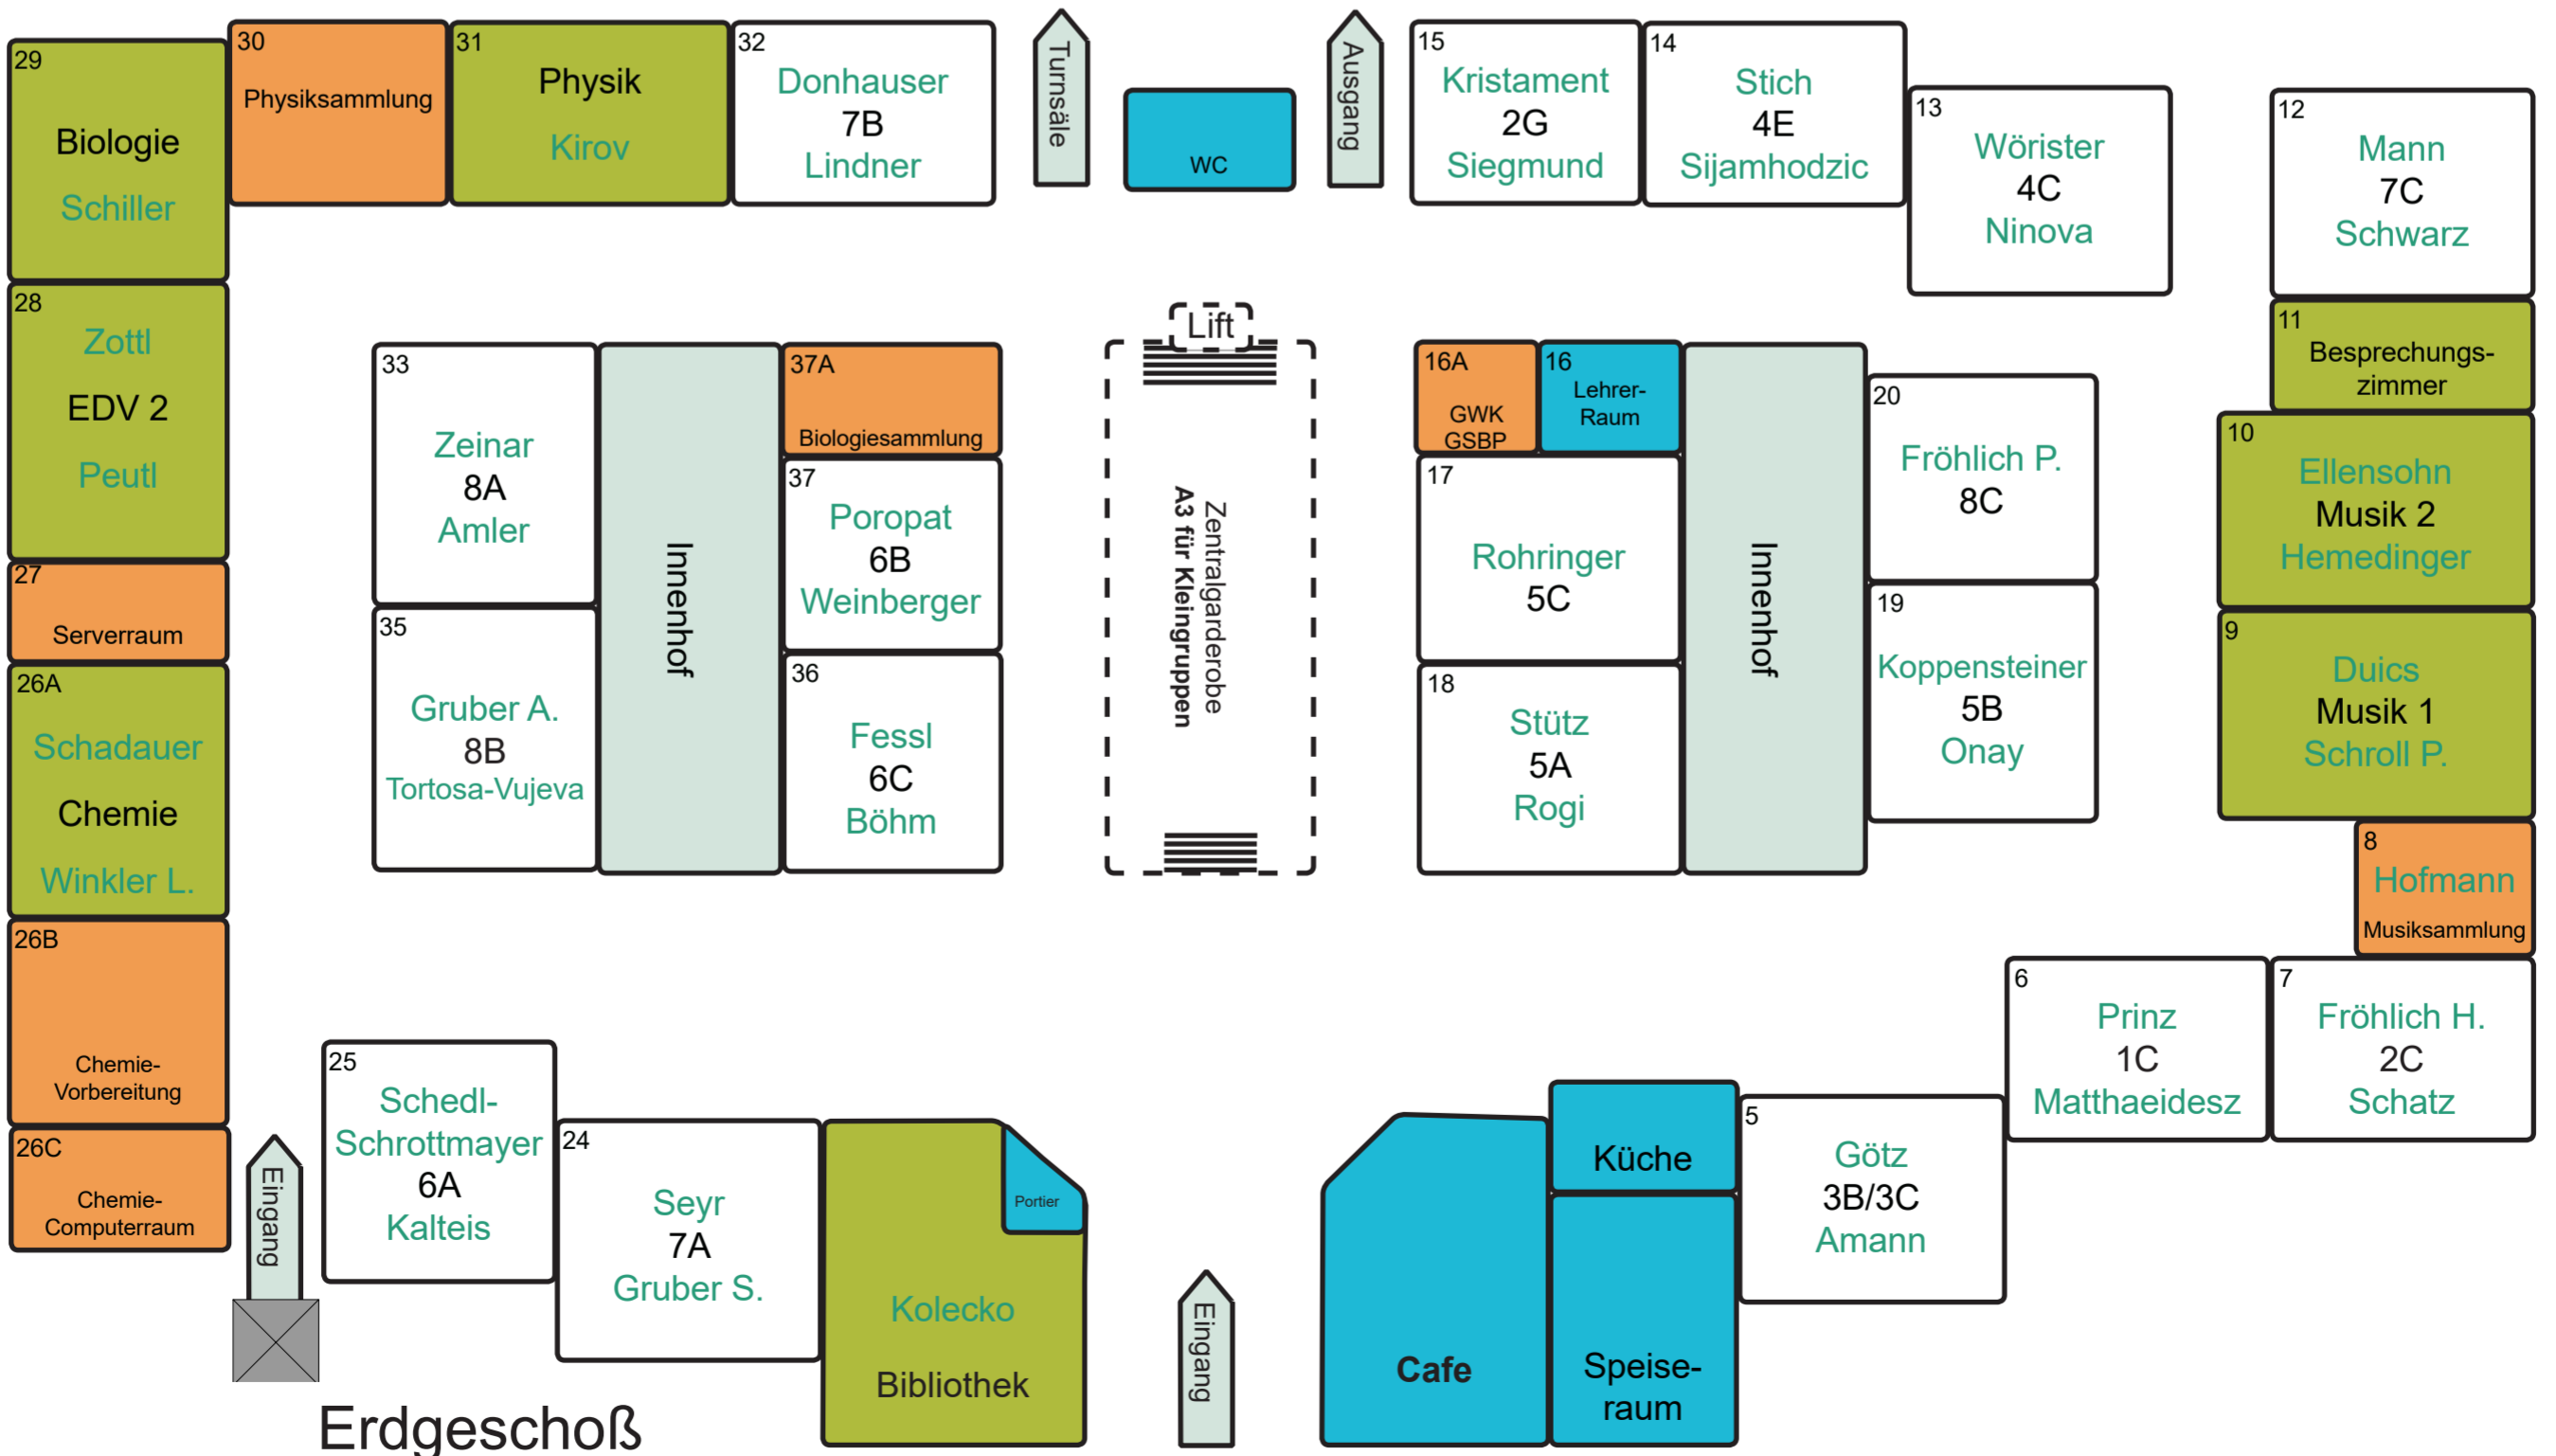 29
Biologie
Schiller
30
Physiksammlung
31
Physik
Kirov
32
Donhauser
7B
Lindner
Turnsäle
WC
Ausgang
15
Kristament
2G
Siegmund
14
Stich
4E
Sijamhodzic
13
Wörister
4C
Ninova
12
Mann
7C
Schwarz
28
Zottl
EDV 2
Peutl
27
Serverraum
26A
Schadauer
Chemie
Winkler L.
26B
Chemie-
Vorbereitung
26C
Chemie-
Computerraum
33
Zeinar
8A
Amler
35
Gruber A.
8B
Tortosa-Vujeva
Innenhof
37A
Biologiesammlung
37
Poropat
6B
Weinberger
36
Fessl
6C
Böhm
Lift
Zentralgarderobe
A3 für Kleingruppen
16A
GWK
GSBP
16
Lehrer-
Raum
17
Rohringer
5C
18
Stütz
5A
Rogi
Innenhof
20
Fröhlich P.
8C
19
Koppensteiner
5B
Onay
11
Besprechungs-
zimmer
10
Ellensohn
Musik 2
Hemedinger
9
Duics
Musik 1
Schroll P.
8
Hofmann
Musiksammlung
Eingang
25
Schedl-
Schrottmayer
6A
Kalteis
24
Seyr
7A
Gruber S.
Portier
Kolecko
Bibliothek
Eingang
Cafe
Küche
Speise-
raum
5
Götz
3B/3C
Amann
6
Prinz
1C
Matthaeidesz
7
Fröhlich H.
2C
Schatz
Erdgeschoß